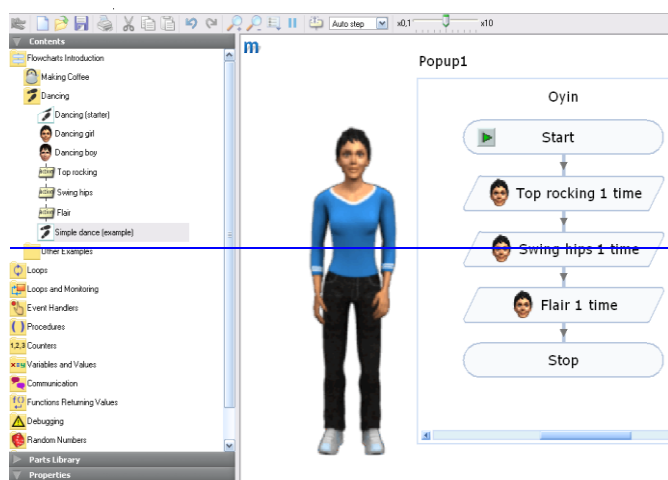 Auto step
x0,1
x10
Contents
m
Popup1
Flowcharts Introduction
Making Coffee
Dancing
Dancing (starter)
Dancing girl
Dancing boy
Top rocking
Swing hips
Flair
Simple dance (example)
Other Examples
Loops
Loops and Monitoring
Event Handlers
( ) Procedures
1,2,3 Counters
Variables and Values
Communication
f() Functions Returning Values
Debugging
Random Numbers
Parts Library
Properties
Oyin
Start
Top rocking 1 time
Swing hips 1 time
Flair 1 time
Stop